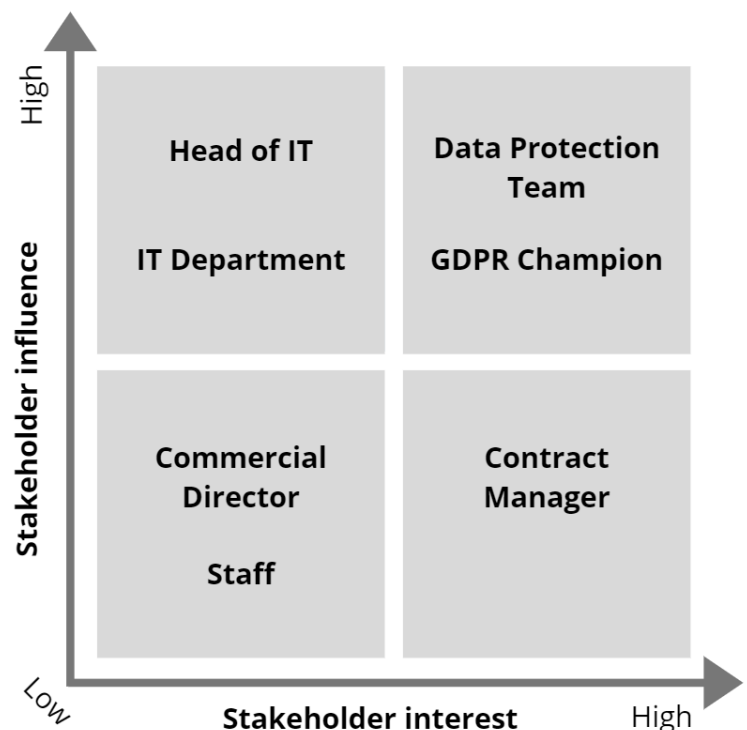 High
Head of IT
IT Department
Data Protection
Team
GDPR Champion
Stakeholder influence
Commercial
Director
Staff
Contract
Manager
Low
Stakeholder interest
High